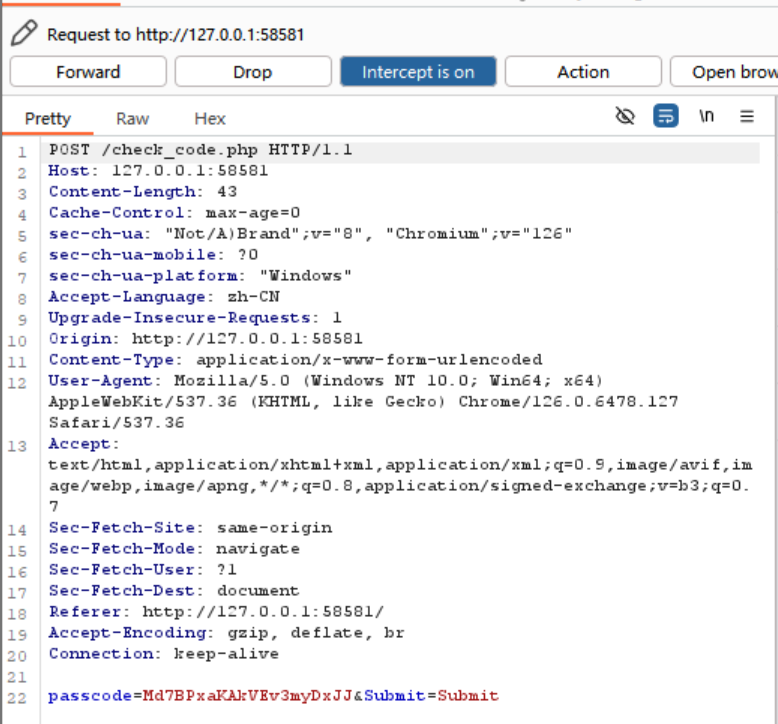 Request to http://127.0.0.1:58581
Forward Drop Intercept is on Action Open brow
Pretty Raw Hex \n
1 POST /check_code.php HTTP/1.1
2 Host: 127.0.0.1:58581
3 Content-Length: 43
4 Cache-Control: max-age=0
5 sec-ch-ua: "Not/A)Brand";v="8", "Chromium";v="126"
6 sec-ch-ua-mobile: ?0
7 sec-ch-ua-platform: "Windows"
8 Accept-Language: zh-CN
9 Upgrade-Insecure-Requests: 1
10 Origin: http://127.0.0.1:58581
11 Content-Type: application/x-www-form-urlencoded
12 User-Agent: Mozilla/5.0 (Windows NT 10.0; Win64; x64)
AppleWebKit/537.36 (KHTML, like Gecko) Chrome/126.0.6478.127
Safari/537.36
13 Accept:
text/html,application/xhtml+xml,application/xml;q=0.9,image/avif,im
age/webp,image/apng,*/*;q=0.8,application/signed-exchange;v=b3;q=0.
7
14 Sec-Fetch-Site: same-origin
15 Sec-Fetch-Mode: navigate
16 Sec-Fetch-User: ?1
17 Sec-Fetch-Dest: document
18 Referer: http://127.0.0.1:58581/
19 Accept-Encoding: gzip, deflate, br
20 Connection: keep-alive
21
22 passcode=Md7BPxaKAkVEv3myDxJJ&Submit=Submit